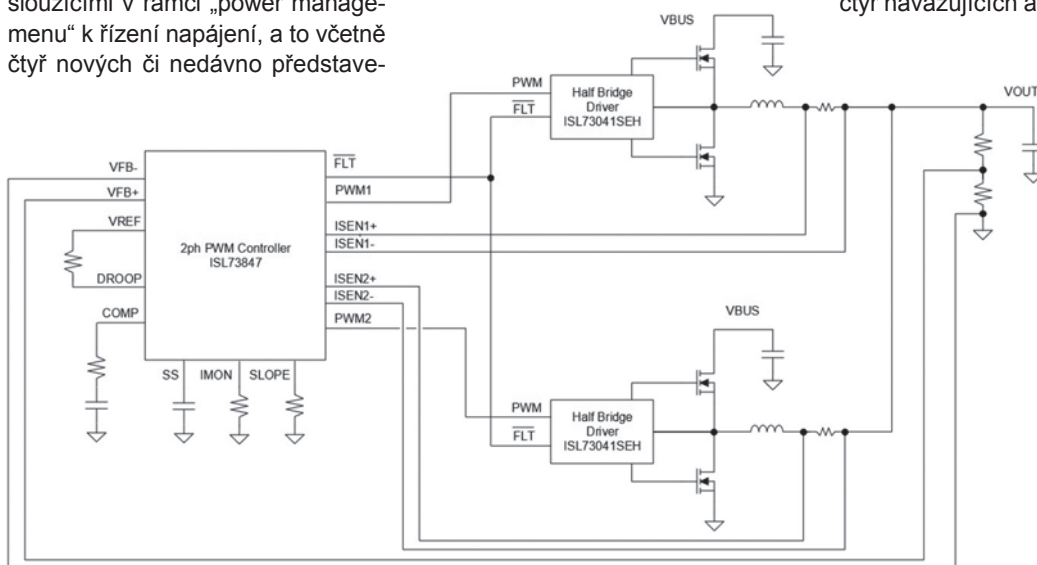 sloužícími v rámci „power manage-
menu“ k řízení napájení, a to včetně
čtyř nových či nedávno představe-
čtyř navazujících a
VBUS
PWM
FLT
Half Bridge
Driver
ISL73041SEH
VOUT
VFB-
VFB+
VREF
DROOP
COMP
2ph PWM Controller
ISL73847
FLT
PWM1
ISEN1+
ISEN1-
ISEN2+
ISEN2-
PWM2
SS
IMON
SLOPE
VBUS
PWM
FLT
Half Bridge
Driver
ISL73041SEH